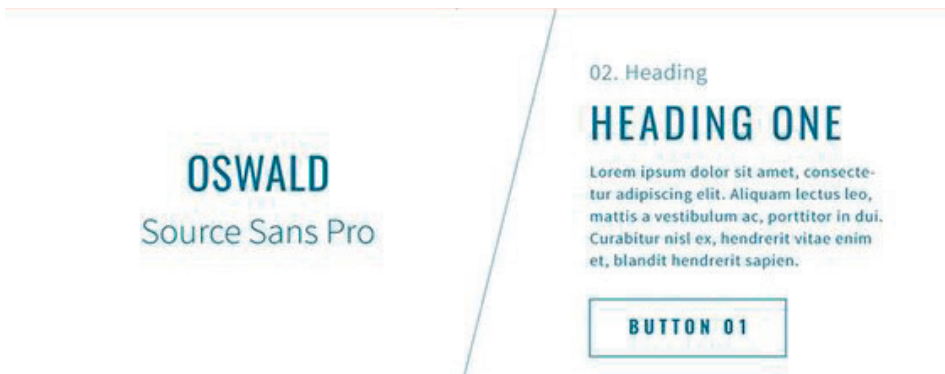 OSWALD
Source Sans Pro
02. Heading
HEADING ONE
Lorem ipsum dolor sit amet, consecte-
tur adipiscing elit. Aliquam lectus leo,
mattis a vestibulum ac, porttitor in dui.
Curabitur nisl ex, hendrerit vitae enim
et, blandit hendrerit sapien.
BUTTON 01